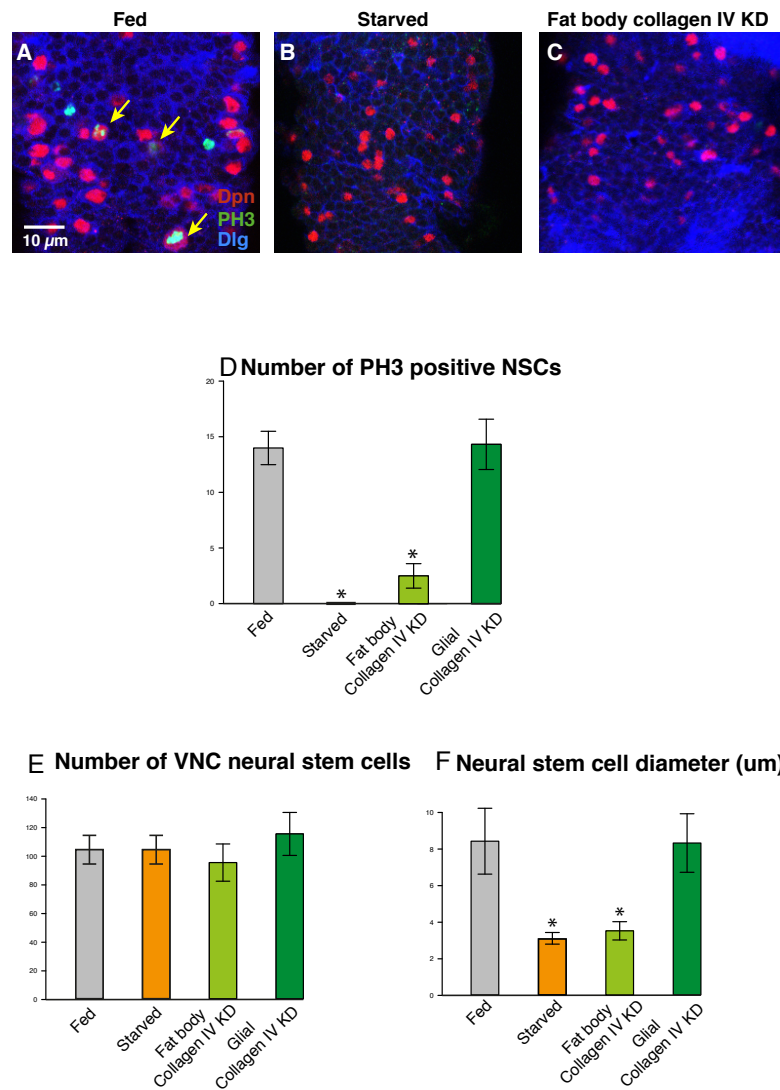 Fed
Starved
Fat body collagen IV KD
A
B
C
Dpn
PH3
Dlg
10 µm
D Number of PH3 positive NSCs
20
15
10
5
0
*
*
Fed
Starved
Fat body
Collagen IV KD
Glial
Collagen IV KD
E Number of VNC neural stem cells
140
120
100
80
60
40
20
0
Fed
Starved
Fat body
Collagen IV KD
Glial
Collagen IV KD
F Neural stem cell diameter (um)
10
8
6
4
2
0
*
*
Fed
Starved
Fat body
Collagen IV KD
Glial
Collagen IV KD